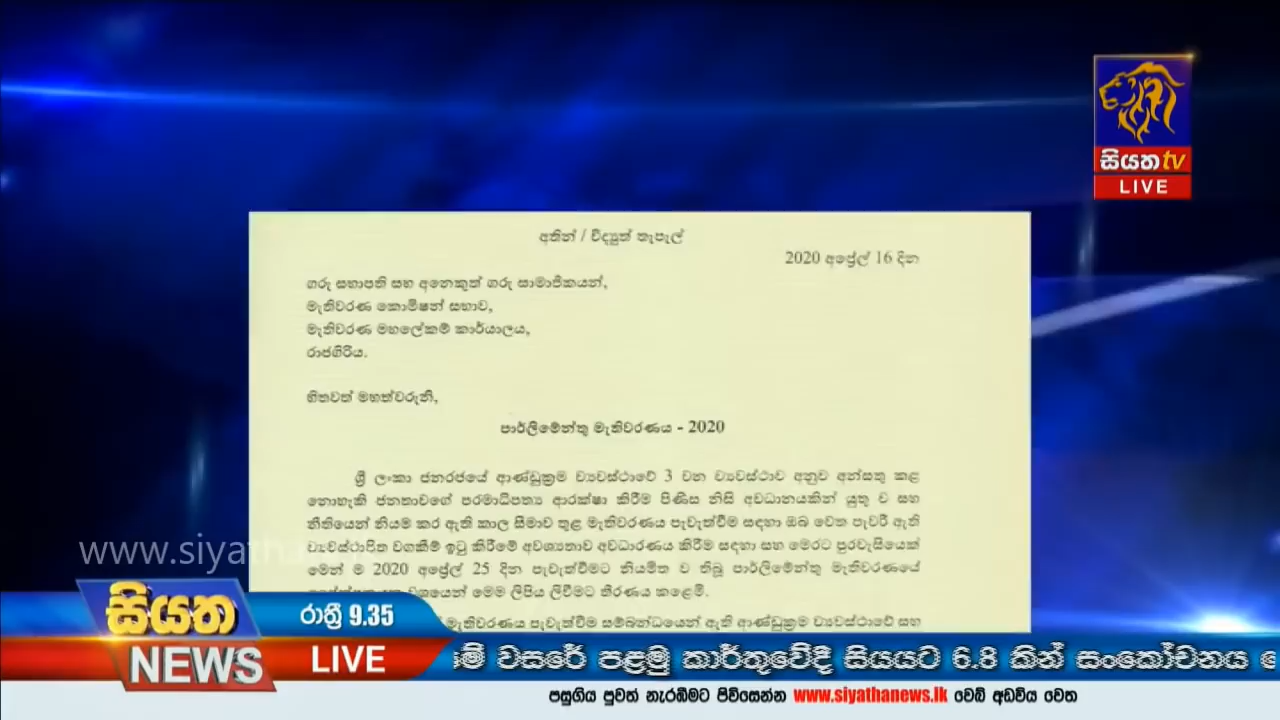 සියත tv
LIVE
අතින් / විද්‍යුත් තැපැල්
2020 අප්‍රේල් 16 දින
ගරු සභාපති සහ අනෙකුත් ගරු සාමාජිකයන්,
මැතිවරණ කොමිෂන් සභාව,
මැතිවරණ මහලේකම් කාර්යාලය,
රාජගිරිය.
හිතවත් මහත්වරුනි,
පාර්ලිමේන්තු මැතිවරණය - 2020
ශ්‍රී ලංකා ජනරජයේ ආණ්ඩුක්‍රම ව්‍යවස්ථාවේ 3 වන ව්‍යවස්ථාව අනුව අන්සතු කළ
නොහැකි ජනතාවගේ පරමාධිපත්‍ය ආරක්ෂා කිරීම පිණිස නිසි අවධානයකින් යුතු ව සහ
නීතියෙන් නියම කර ඇති කාල සීමාව තුළ මැතිවරණය පැවැත්වීම සඳහා ඔබ වෙත පැවරී ඇති
ව්‍යවස්ථාපිත වගකීම් ඉටු කිරීමේ අවශ්‍යතාව අවධාරණය කිරීම සඳහා සහ මෙරට පුරවැසියෙක්
මෙන් ම 2020 අප්‍රේල් 25 දින පැවැත්වීමට නියමිත ව තිබූ පාර්ලිමේන්තු මැතිවරණයේ
වශයෙන් මෙම ලිපිය ලිවීමට තීරණය කළෙමි.
මැතිවරණය පැවැත්වීම සම්බන්ධයෙන් ඇති ආණ්ඩුක්‍රම ව්‍යවස්ථාවේ සහ
www.siyatha
සියත
NEWS
රාත්‍රී 9.35
LIVE
මේ වසරේ පළමු කාර්තුවේදී සියයට 6.8 කින් සංකෝචනය
පසුගිය පුවත් නැරඹීමට පිවිසෙන්න www.siyathanews.lk වෙබ් අඩවිය වෙත